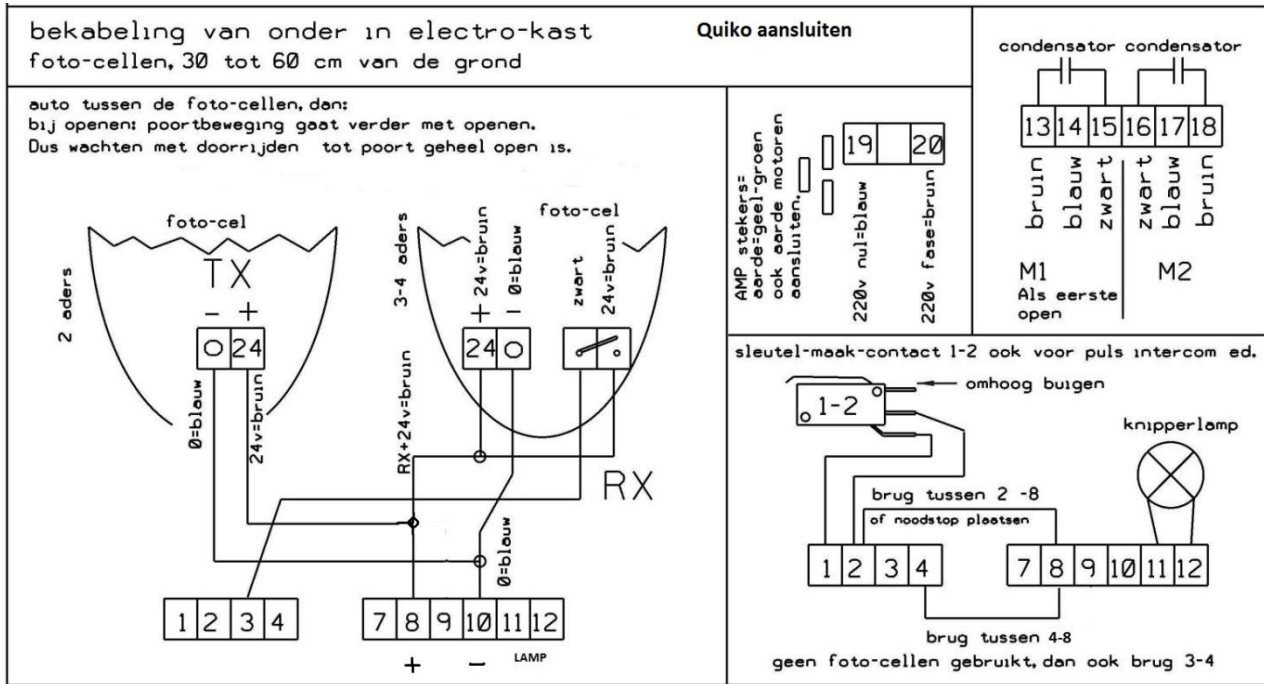 bekabeling van onder in electro-kast
foto-cellen, 30 tot 60 cm van de grond
Quiko aansluiten
auto tussen de foto-cellen, dan:
bij openen: poortbeweging gaat verder met openen.
Dus wachten met doorrijden tot poort geheel open is.
foto-cel
TX
- +
0 24
2 aders
0=blauw
24v=bruin
foto-cel
3-4 aders
+ 24v=bruin
- 0=blauw
zwart
24v=bruin
24 0
RX+24v=bruin
RX
0=blauw
1 2 3 4
7 8 9 10 11 12
+ - LAMP
AMP stekers=
aarde=geel-groen
ook aarde motoren
aansluiten.
19 20
220v nul=blauw
220v fase=bruin
condensator condensator
13 14 15 16 17 18
bruin
blauw
zwart
zwart
blauw
bruin
M1 M2
Als eerste
open
sleutel-maak-contact 1-2 ook voor puls intercom ed.
omhoog buigen
1-2
knipperlamp
brug tussen 2 -8
of noodstop plaatsen
1 2 3 4
7 8 9 10 11 12
brug tussen 4-8
geen foto-cellen gebruikt, dan ook brug 3-4